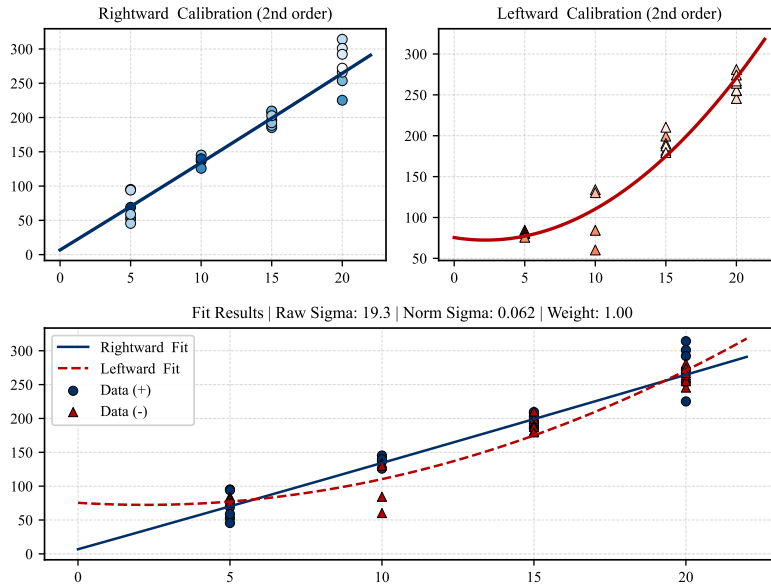 Rightward  Calibration (2nd order)
300
250
200
150
100
50
0
0 5 10 15 20
Leftward  Calibration (2nd order)
300
250
200
150
100
50
0 5 10 15 20
Fit Results | Raw Sigma: 19.3 | Norm Sigma: 0.062 | Weight: 1.00
Rightward  Fit
Leftward  Fit
Data (+)
Data (-)
300
250
200
150
100
50
0
0 5 10 15 20